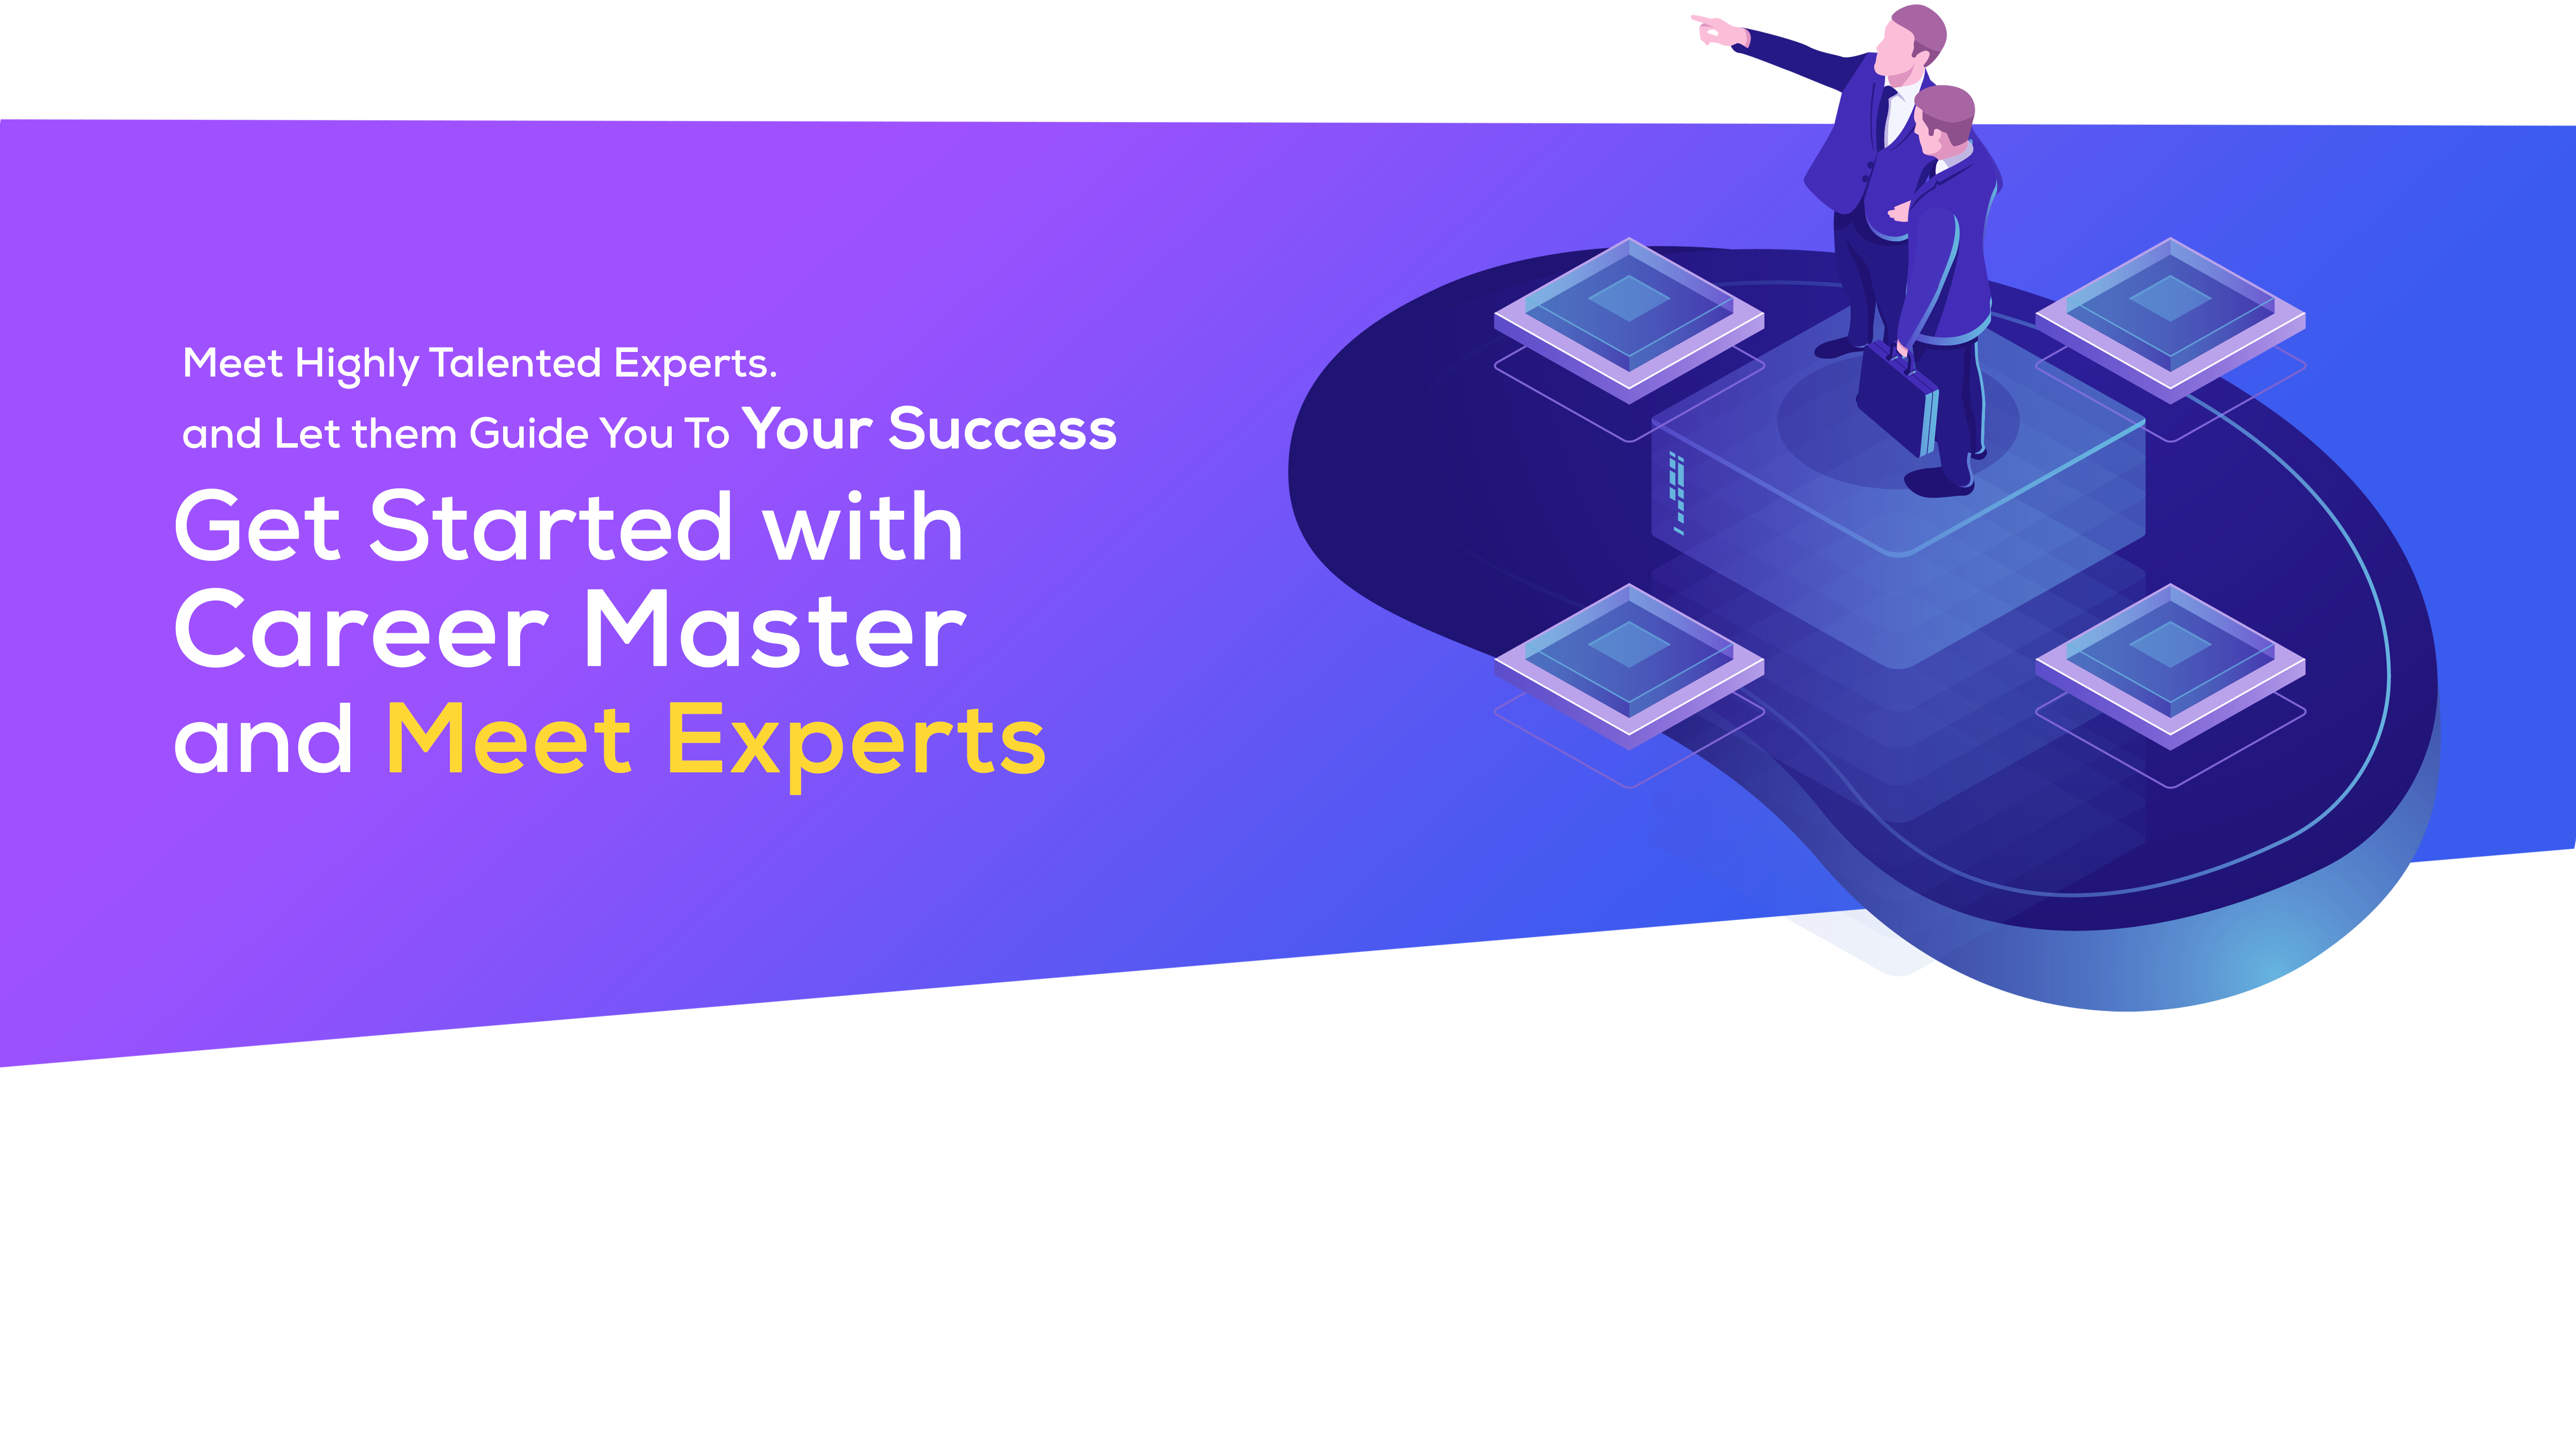 Meet Highly Talented Experts.
and Let them Guide You To Your Success
Get Started with
Career Master
and Meet Experts